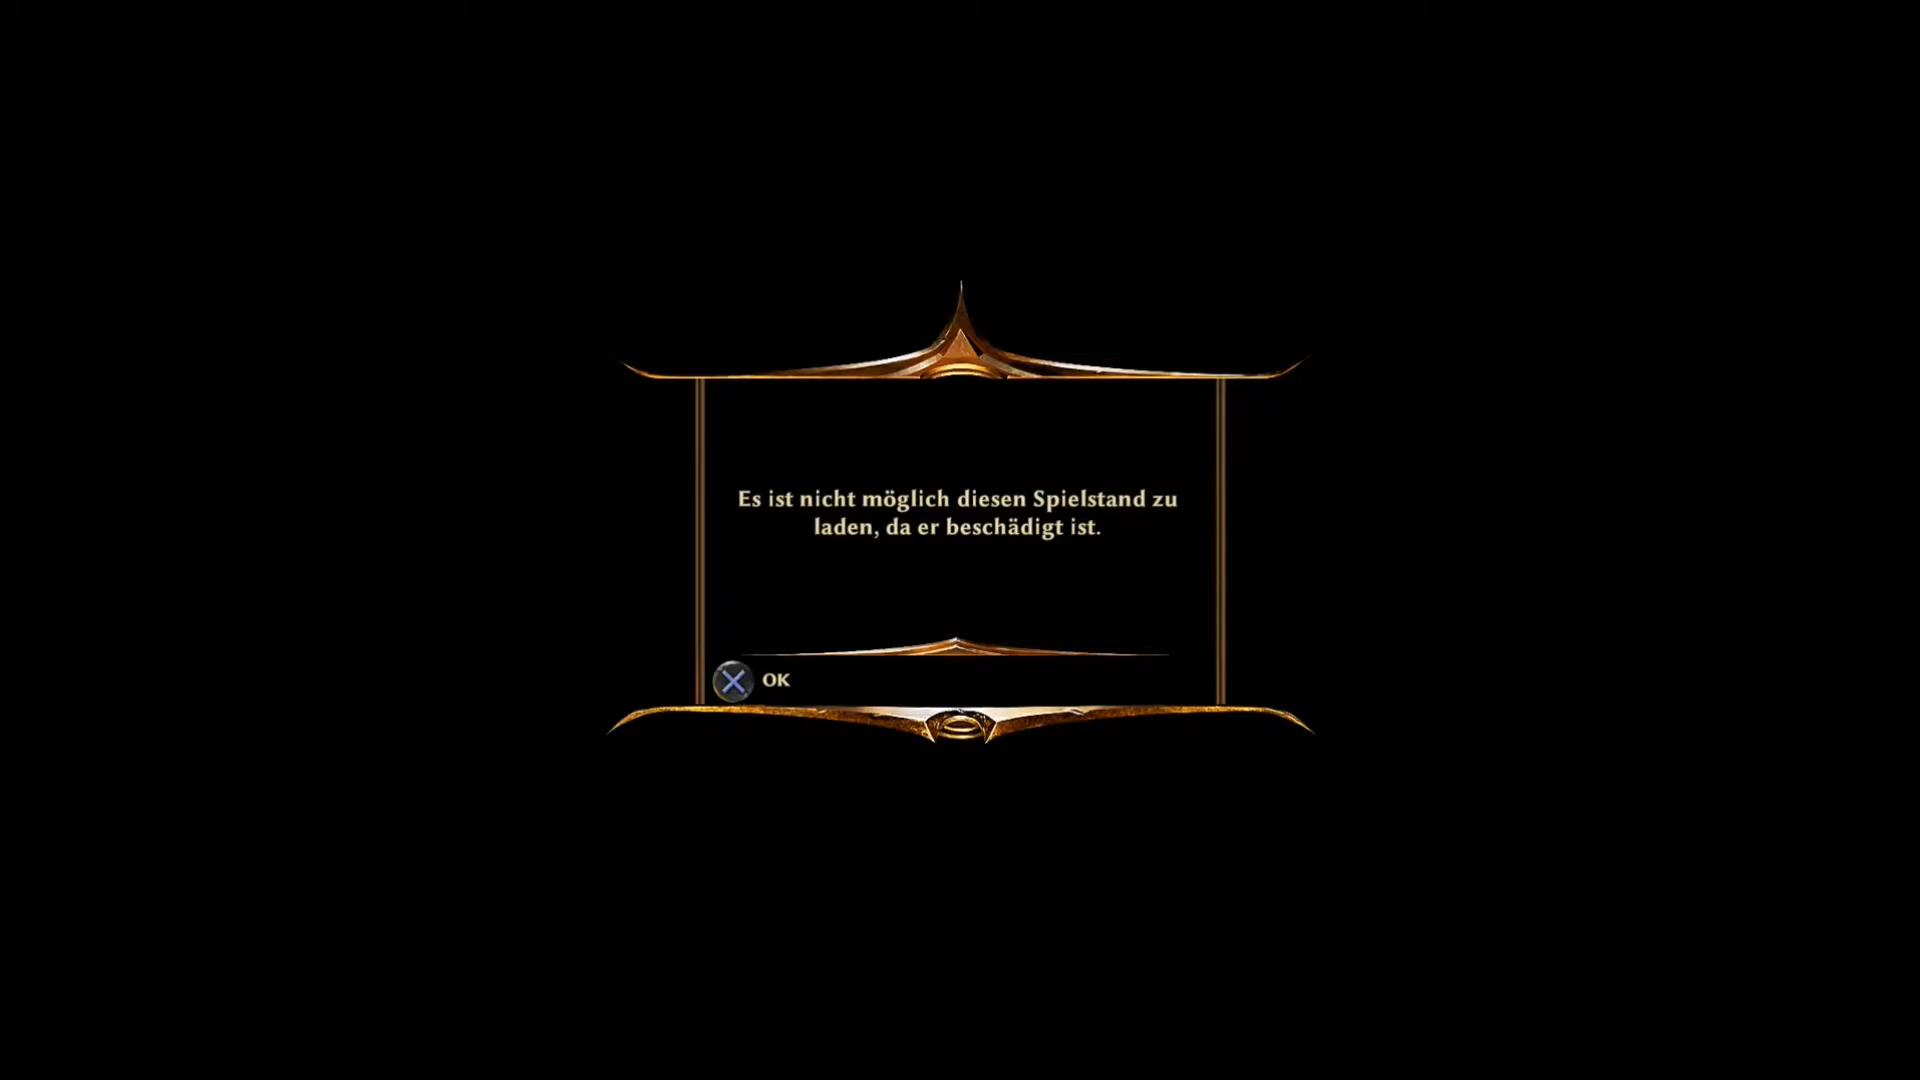 Es ist nicht möglich diesen Spielstand zu
laden, da er beschädigt ist.
OK